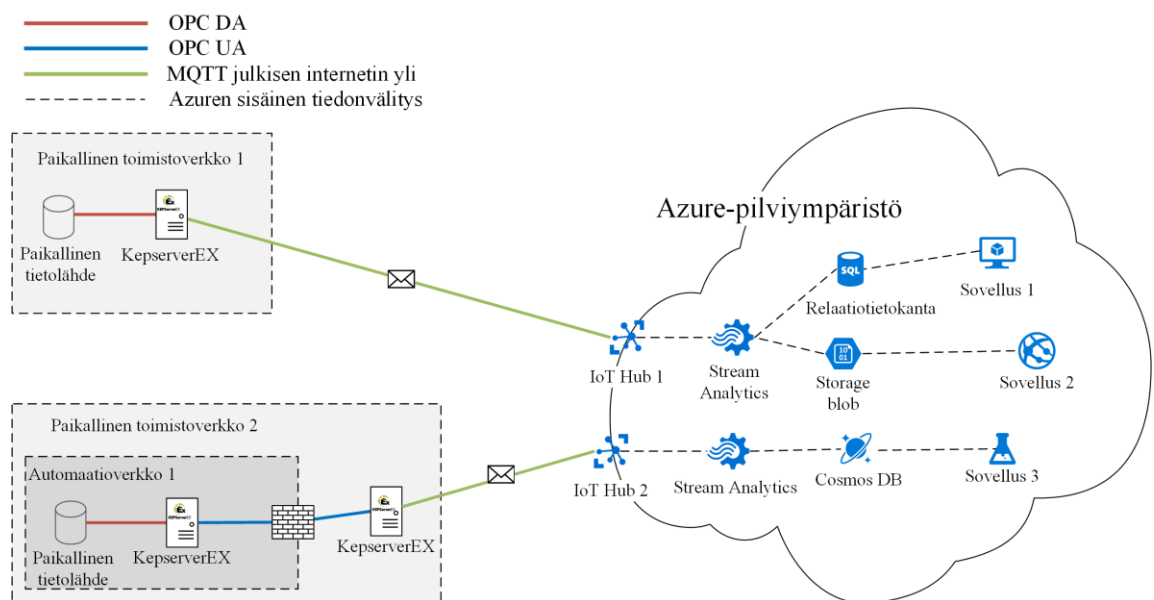 OPC DA
OPC UA
MQTT julkisen internetin yli
Azuren sisäinen tiedonvälitys
Paikallinen toimistoverkko 1
Paikallinen
tietolähde
KepserverEX
Azure-pilviympäristö
SQL
Relaatiotietokanta
Sovellus 1
IoT Hub 1
Stream
Analytics
10
01
Storage
blob
Sovellus 2
Paikallinen toimistoverkko 2
Automaatioverkko 1
Paikallinen
tietolähde
KepserverEX
KepserverEX
IoT Hub 2
Stream Analytics
Cosmos DB
Sovellus 3